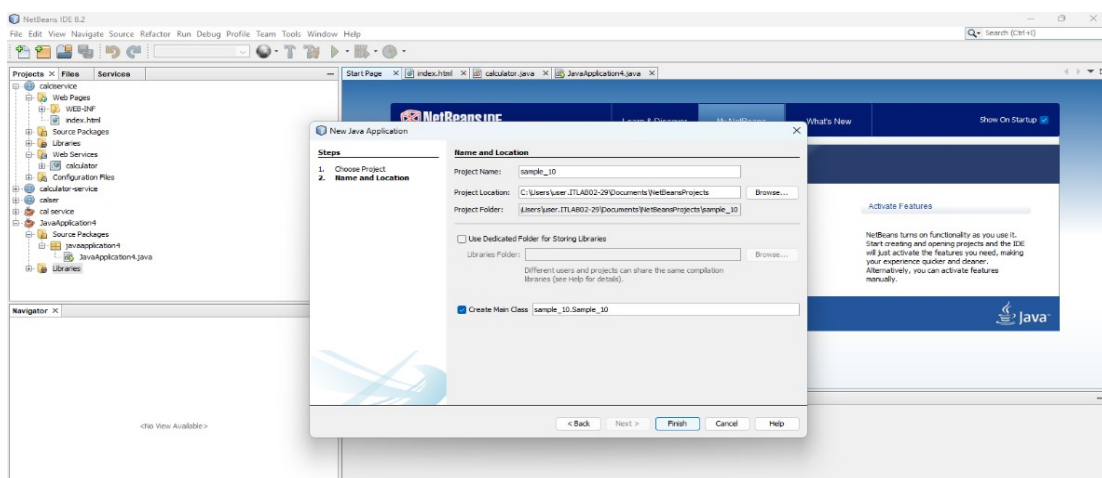 NetBeans IDE 8.2
File Edit View Navigate Source Refactor Run Debug Profile Team Tools Window Help
Search (Ctrl+I)
Projects Files Services
Start Page index.html calculator.java JavaApplication4.java
calciservice
Web Pages
WEB-INF
index.html
Source Packages
Libraries
Web Services
calculator
Configuration Files
calculator-service
calser
cal service
JavaApplication4
Source Packages
javaapplication4
JavaApplication4.java
Libraries
Navigator
<No View Available>
NetBeans IDE
Learn & Discover My NetBeans What's New Show On Startup
Activate Features
NetBeans turns on functionality as you use it.
Start creating and opening projects and the IDE
will just activate the features you need, making
your experience quicker and cleaner.
Alternatively, you can activate features
manually.
Java
New Java Application
Steps
1. Choose Project
2. Name and Location
Name and Location
Project Name: sample_10
Project Location: C:\Users\user.ITLAB02-29\Documents\NetBeansProjects Browse...
Project Folder: \Users\user.ITLAB02-29\Documents\NetBeansProjects\sample_10
Use Dedicated Folder for Storing Libraries
Libraries Folder: Browse...
Different users and projects can share the same compilation
libraries (see Help for details).
Create Main Class sample_10.Sample_10
< Back Next > Finish Cancel Help